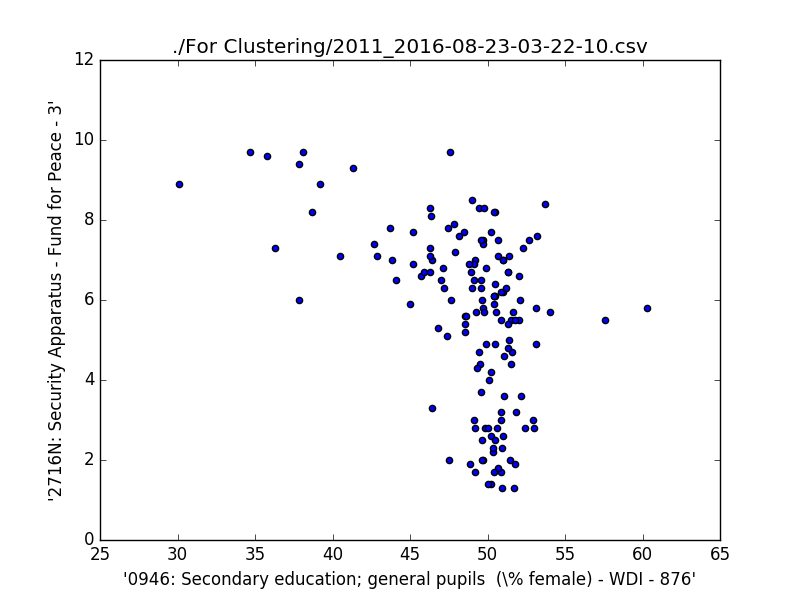 ./For Clustering/2011_2016-08-23-03-22-10.csv
'2716N: Security Apparatus - Fund for Peace - 3'
12
10
8
6
4
2
0
25 30 35 40 45 50 55 60 65
'0946: Secondary education; general pupils  (\% female) - WDI - 876'